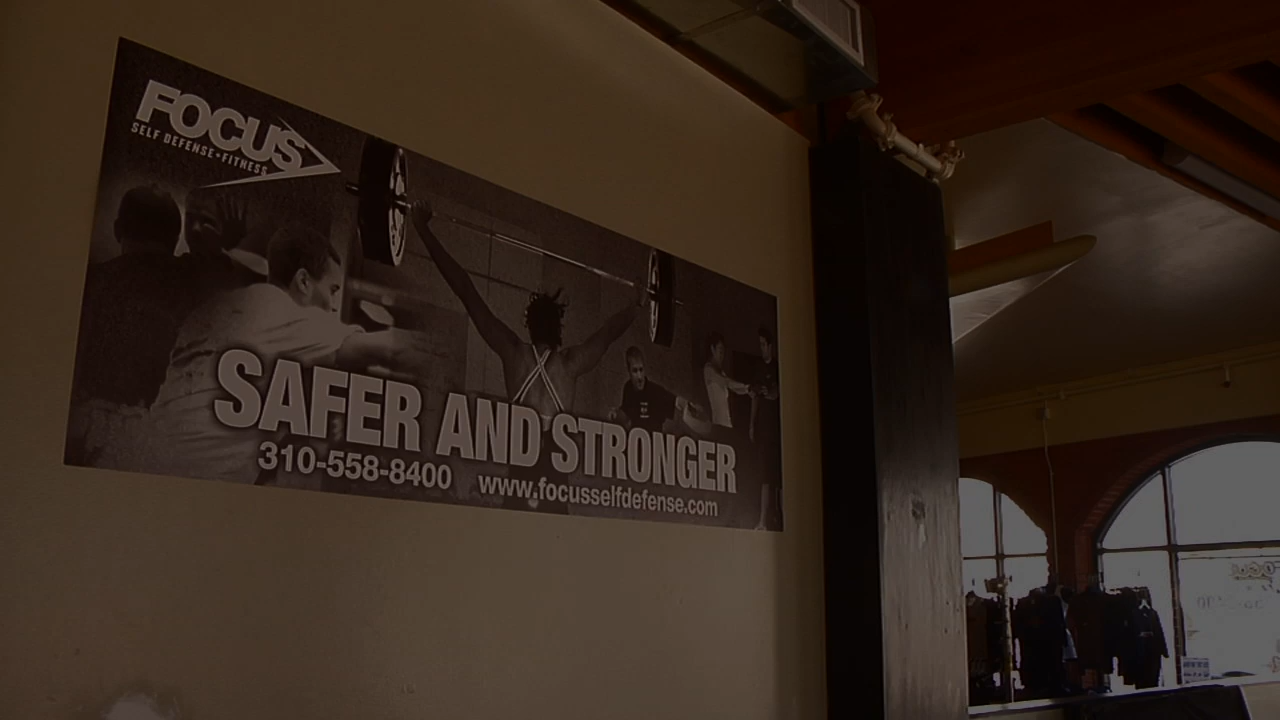 FOCUS
SELF DEFENSE • FITNESS
SAFER AND STRONGER
310-558-8400 www.focusselfdefense.com